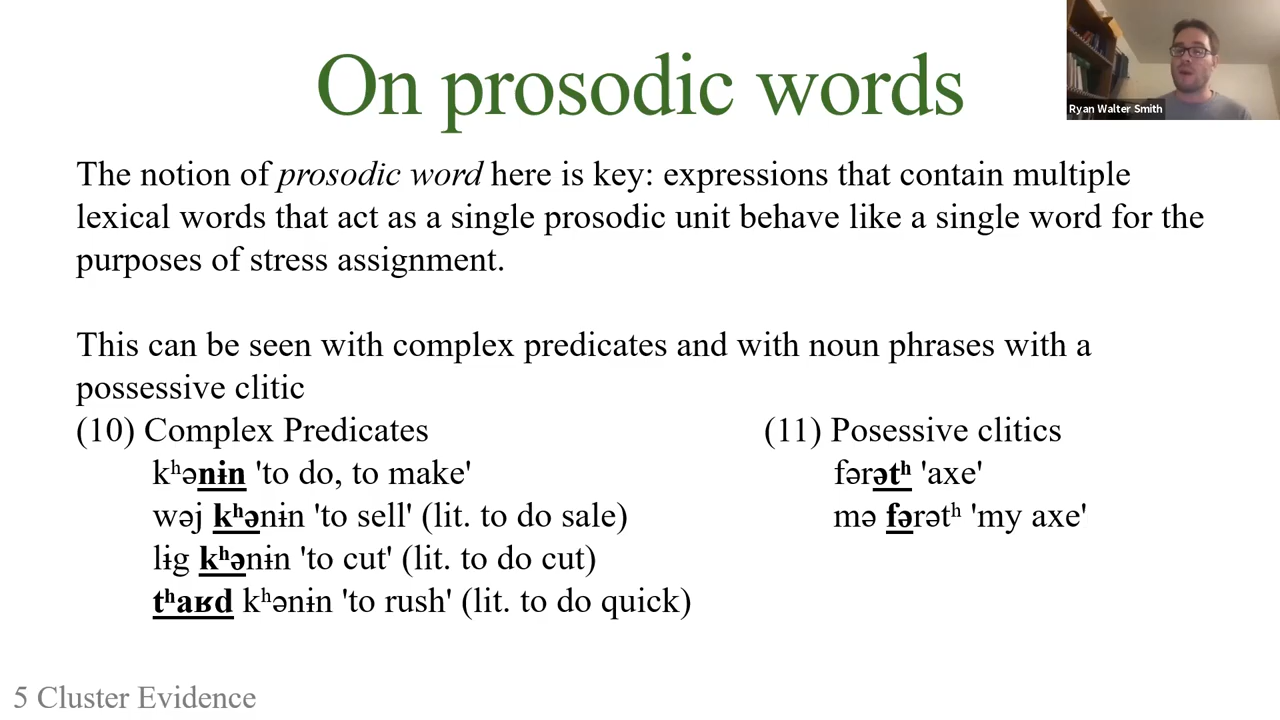 On prosodic words
Ryan Walter Smith
The notion of prosodic word here is key: expressions that contain multiple
lexical words that act as a single prosodic unit behave like a single word for the
purposes of stress assignment.
This can be seen with complex predicates and with noun phrases with a
possessive clitic
(10) Complex Predicates
kʰənɨn 'to do, to make'
wəj kʰənɨn 'to sell' (lit. to do sale)
lɨg kʰənɨn 'to cut' (lit. to do cut)
tʰaʁd kʰənɨn 'to rush' (lit. to do quick)
(11) Posessive clitics
fərətʰ 'axe'
mə fərətʰ 'my axe'
5 Cluster Evidence